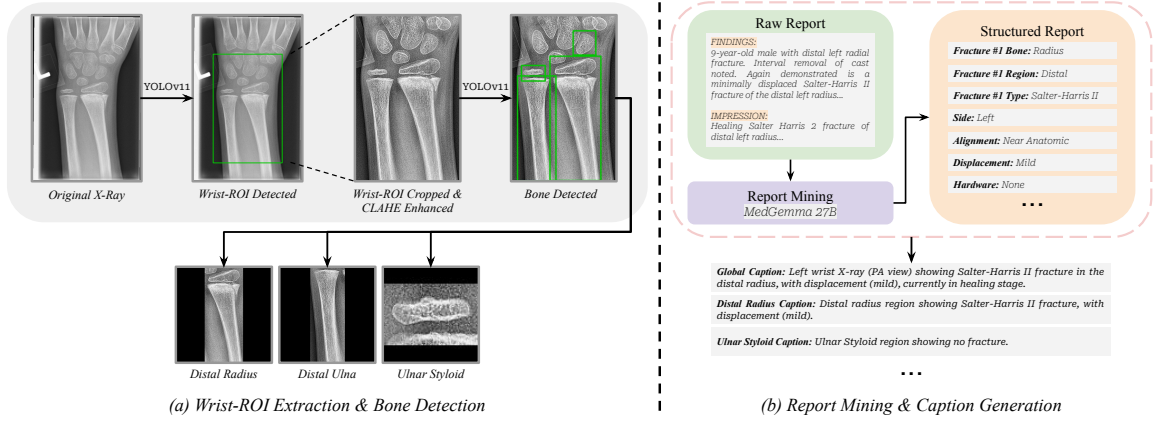 YOLOv11
YOLOv11
Original X-Ray
Wrist-ROI Detected
Wrist-ROI Cropped &
CLAHE Enhanced
Bone Detected
Distal Radius
Distal Ulna
Ulnar Styloid
(a) Wrist-ROI Extraction & Bone Detection
Raw Report
FINDINGS:
9-year-old male with distal left radial
fracture. Interval removal of cast
noted. Again demonstrated is a
minimally displaced Salter-Harris II
fracture of the distal left radius...
IMPRESSION:
Healing Salter Harris 2 fracture of
distal left radius...
Report Mining
MedGemma 27B
Structured Report
Fracture #1 Bone: Radius
Fracture #1 Region: Distal
Fracture #1 Type: Salter-Harris II
Side: Left
Alignment: Near Anatomic
Displacement: Mild
Hardware: None
...
Global Caption: Left wrist X-ray (PA view) showing Salter-Harris II fracture in the
distal radius, with displacement (mild), currently in healing stage.
Distal Radius Caption: Distal radius region showing Salter-Harris II fracture, with
displacement (mild).
Ulnar Styloid Caption: Ulnar Styloid region showing no fracture.
...
(b) Report Mining & Caption Generation